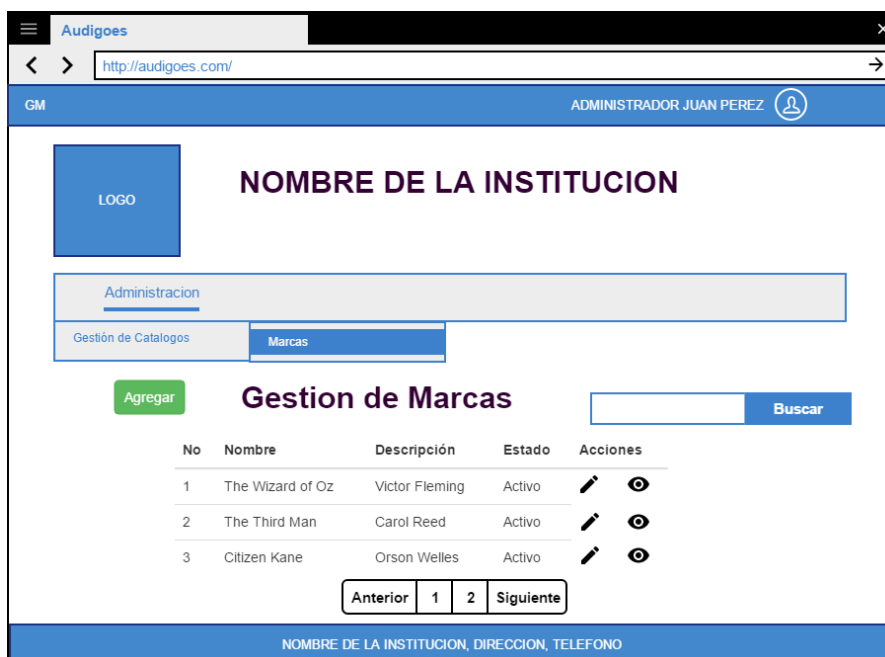 Audigoes
http://audigoes.com/
GM ADMINISTRADOR JUAN PEREZ
LOGO
NOMBRE DE LA INSTITUCION
Administracion
Gestión de Catalogos Marcas
Agregar Gestion de Marcas Buscar
No Nombre Descripción Estado Acciones
1 The Wizard of Oz Victor Fleming Activo
2 The Third Man Carol Reed Activo
3 Citizen Kane Orson Welles Activo
Anterior 1 2 Siguiente
NOMBRE DE LA INSTITUCION, DIRECCION, TELEFONO